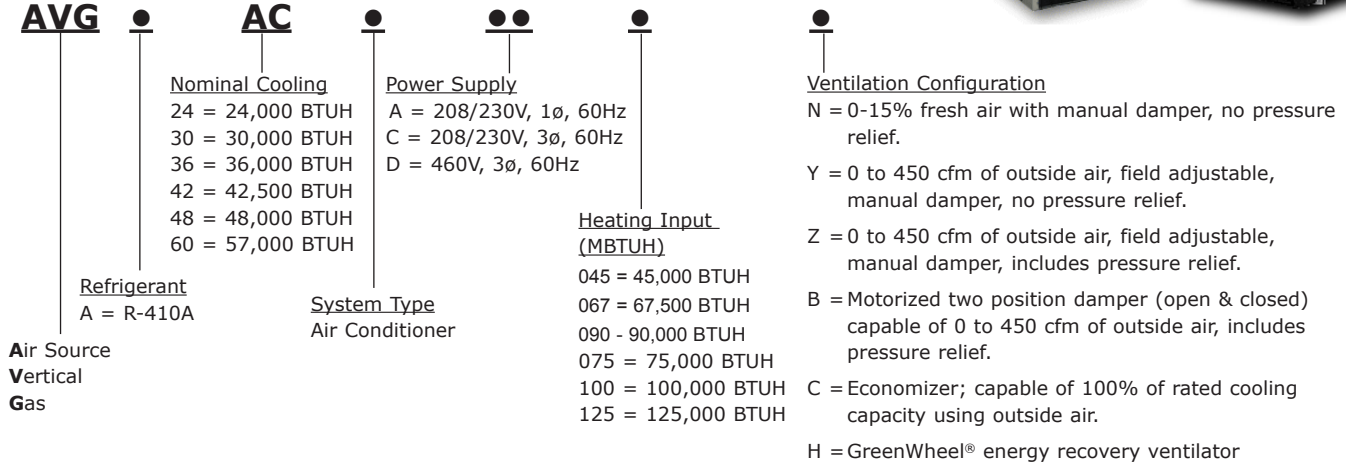 AVG • AC • •• • •
Nominal Cooling
24 = 24,000 BTUH
30 = 30,000 BTUH
36 = 36,000 BTUH
42 = 42,500 BTUH
48 = 48,000 BTUH
60 = 57,000 BTUH
Power Supply
A = 208/230V, 1ø, 60Hz
C = 208/230V, 3ø, 60Hz
D = 460V, 3ø, 60Hz
Refrigerant
A = R-410A
System Type
Air Conditioner
Air Source
Vertical
Gas
Heating Input
(MBTUH)
045 = 45,000 BTUH
067 = 67,500 BTUH
090 - 90,000 BTUH
075 = 75,000 BTUH
100 = 100,000 BTUH
125 = 125,000 BTUH
Ventilation Configuration
N = 0-15% fresh air with manual damper, no pressure
relief.
Y = 0 to 450 cfm of outside air, field adjustable,
manual damper, no pressure relief.
Z = 0 to 450 cfm of outside air, field adjustable,
manual damper, includes pressure relief.
B = Motorized two position damper (open & closed)
capable of 0 to 450 cfm of outside air, includes
pressure relief.
C = Economizer; capable of 100% of rated cooling
capacity using outside air.
H = GreenWheel® energy recovery ventilator